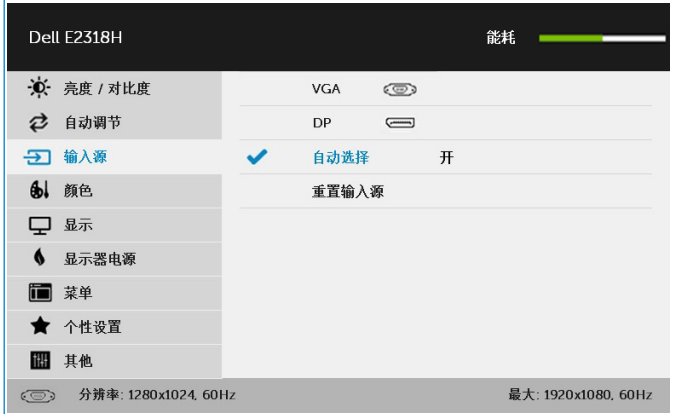 Dell E2318H 能耗
亮度 / 对比度
自动调节
输入源
颜色
显示
显示器电源
菜单
个性设置
其他
VGA
DP
自动选择 开
重置输入源
分辨率: 1280x1024, 60Hz 最大: 1920x1080, 60Hz